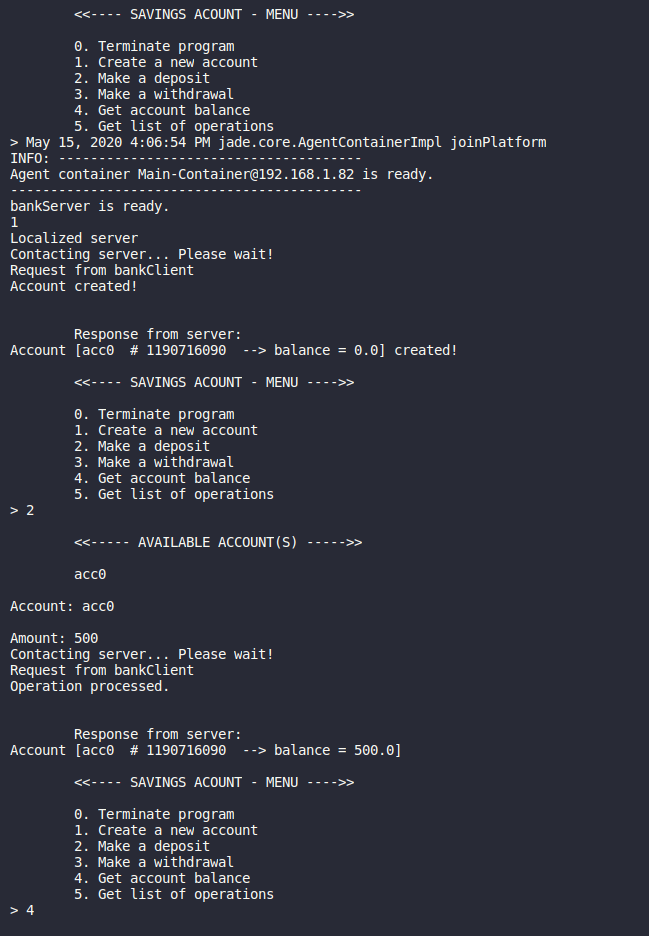 <<---- SAVINGS ACOUNT - MENU ---->>
0. Terminate program
1. Create a new account
2. Make a deposit
3. Make a withdrawal
4. Get account balance
5. Get list of operations
> May 15, 2020 4:06:54 PM jade.core.AgentContainerImpl joinPlatform
INFO: --------------------------------------
Agent container Main-Container@192.168.1.82 is ready.
--------------------------------------------
bankServer is ready.
1
Localized server
Contacting server... Please wait!
Request from bankClient
Account created!
Response from server:
Account [acc0  # 1190716090  --> balance = 0.0] created!
<<---- SAVINGS ACOUNT - MENU ---->>
0. Terminate program
1. Create a new account
2. Make a deposit
3. Make a withdrawal
4. Get account balance
5. Get list of operations
> 2
<<----- AVAILABLE ACCOUNT(S) ----->>
acc0
Account: acc0
Amount: 500
Contacting server... Please wait!
Request from bankClient
Operation processed.
Response from server:
Account [acc0  # 1190716090  --> balance = 500.0]
<<---- SAVINGS ACOUNT - MENU ---->>
0. Terminate program
1. Create a new account
2. Make a deposit
3. Make a withdrawal
4. Get account balance
5. Get list of operations
> 4